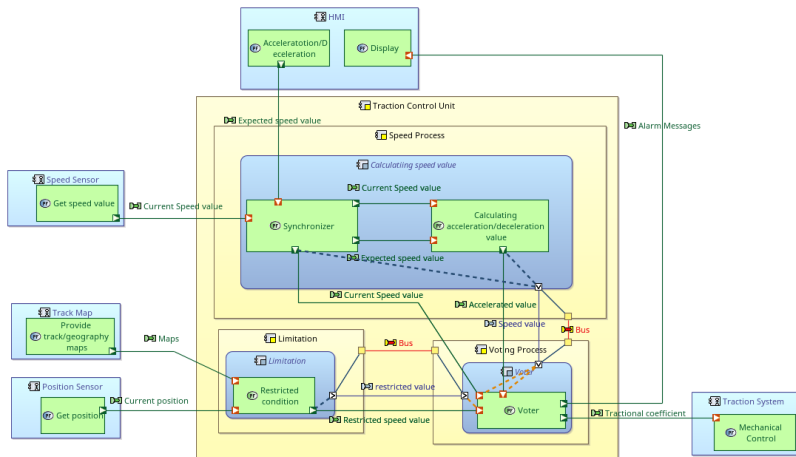 HMI
Acceleratotion/D
eceleration
Display
Traction Control Unit
Expected speed value
Alarm Messages
Speed Process
Calculatiing speed value
Speed Sensor
Get speed value
Current Speed value
Current Speed value
Synchronizer
Calculating
acceleration/deceleration
value
Expected speed value
Current Speed value
Accelerated value
Speed value
Bus
Track Map
Provide
track/geography
maps
Maps
Limitation
Bus
Voting Process
Limitation
Position Sensor
Get position
Current position
Restricted
condition
restricted value
Voter
Restricted speed value
Tractional coefficient
Traction System
Mechanical
Control